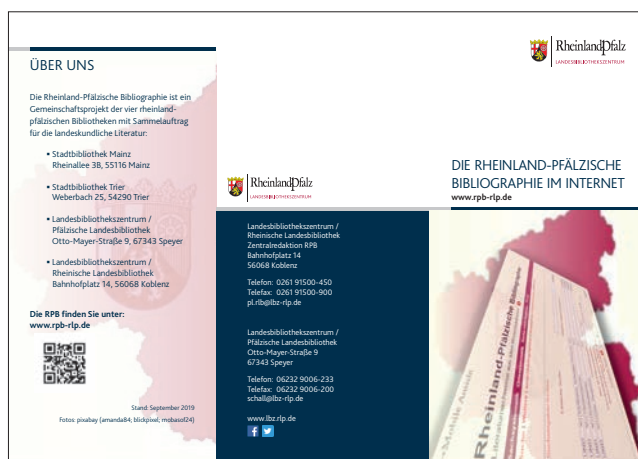 ÜBER UNS
Die Rheinland-Pfälzische Bibliographie ist ein
Gemeinschaftsprojekt der vier rheinland-
pfälzischen Bibliotheken mit Sammelauftrag
für die landeskundliche Literatur:
• Stadtbibliothek Mainz
Rheinallee 3B, 55116 Mainz
• Stadtbibliothek Trier
Weberbach 25, 54290 Trier
• Landesbibliothekszentrum /
Pfälzische Landesbibliothek
Otto-Mayer-Straße 9, 67343 Speyer
• Landesbibliothekszentrum /
Rheinische Landesbibliothek
Bahnhofplatz 14, 56068 Koblenz
Die RPB finden Sie unter:
www.rpb-rlp.de
Stand: September 2019
Fotos: pixabay (amanda84; blickpixel; mobasof24)
RheinlandPfalz
LANDESBIBLIOTHEKSZENTRUM
Landesbibliothekszentrum /
Rheinische Landesbibliothek
Zentralredaktion RPB
Bahnhofplatz 14
56068 Koblenz
Telefon: 0261 91500-450
Telefax: 0261 91500-900
pl.rlb@lbz-rlp.de
Landesbibliothekszentrum /
Pfälzische Landesbibliothek
Otto-Mayer-Straße 9
67343 Speyer
Telefon: 06232 9006-233
Telefax: 06232 9006-200
schall@lbz-rlp.de
www.lbz.rlp.de
RheinlandPfalz
LANDESBIBLIOTHEKSZENTRUM
DIE RHEINLAND-PFÄLZISCHE
BIBLIOGRAPHIE IM INTERNET
www.rpb-rlp.de
Rheinland-Pfälzische Bibliographie